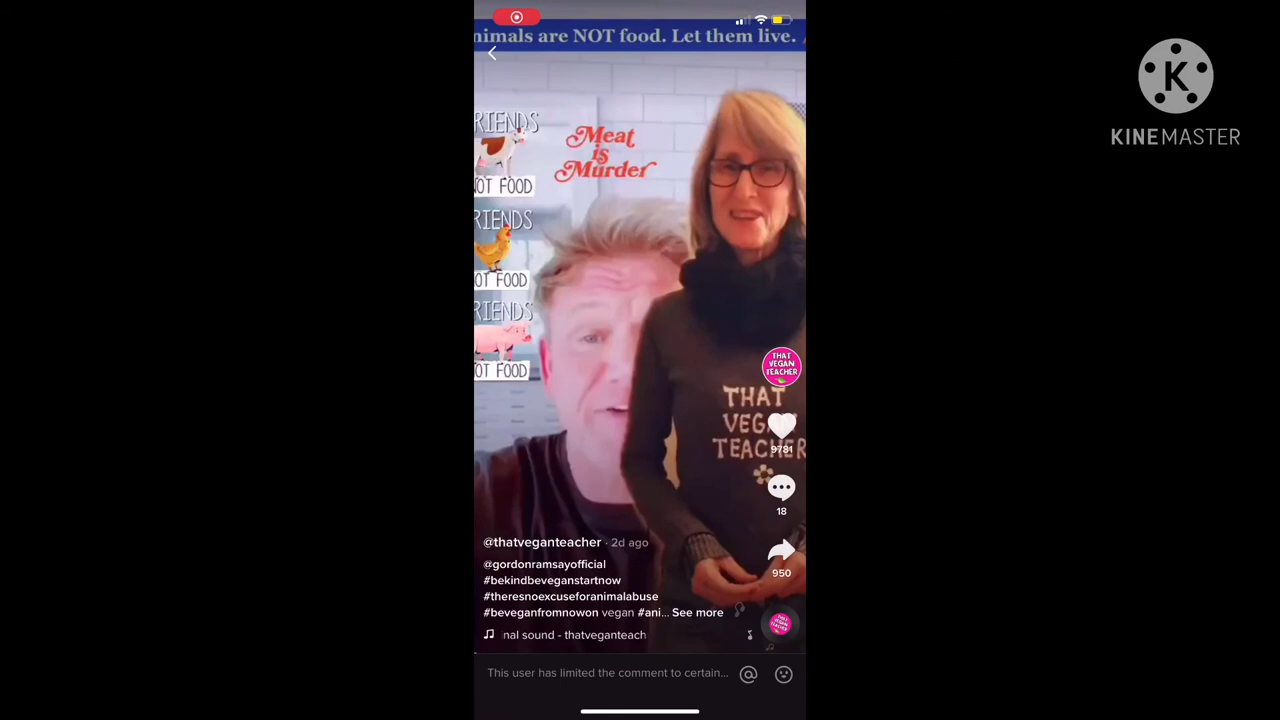 nimals are NOT food. Let them live.
RIENDS
OT FOOD
RIENDS
OT FOOD
RIENDS
OT FOOD
Meat
is
Murder
THAT
VEGAN
TEACHER
THAT
VEGAN
TEACHER
9781
18
950
@thatveganteacher · 2d ago
@gordonramsayofficial
#bekindbeveganstartnow
#theresnoexcuseforanimalabuse
#beveganfromnowon vegan #ani... See more
nal sound - thatveganteach
This user has limited the comment to certain...
@
K
KINEMASTER